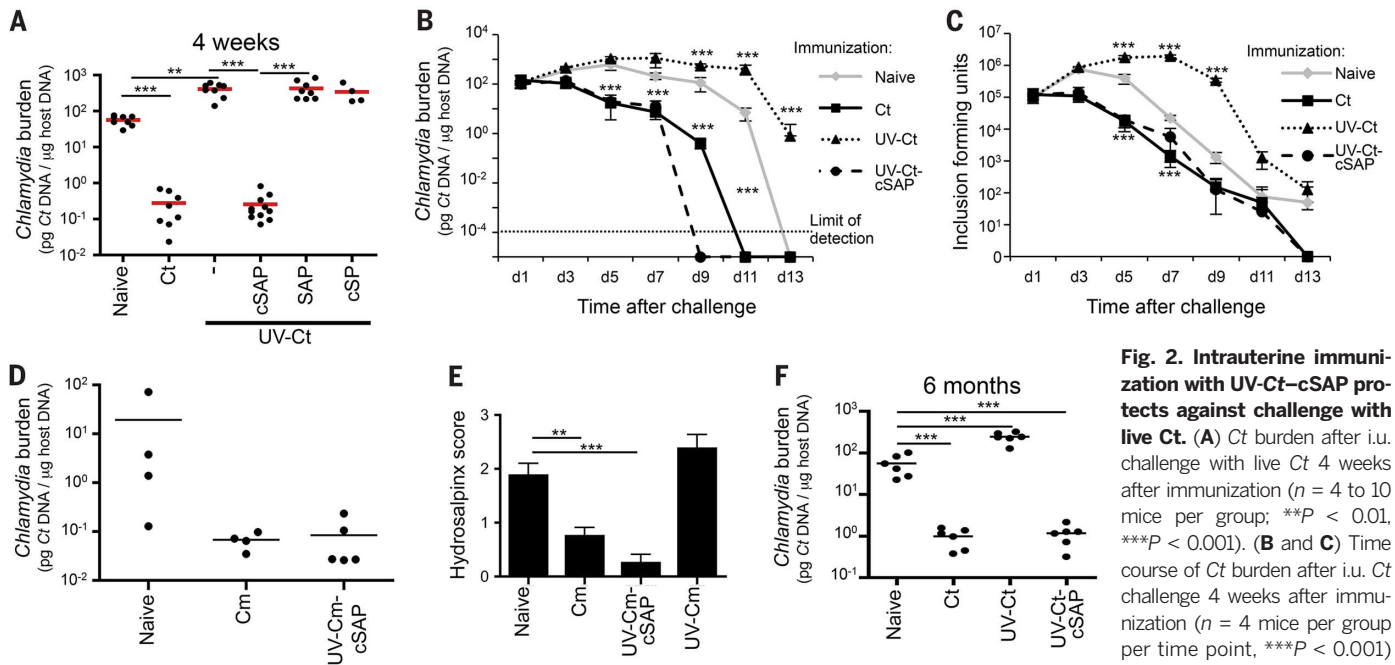 A
4 weeks
Chlamydia burden
(pg Ct DNA / μg host DNA)
10³
10²
10¹
10⁰
10⁻¹
10⁻²
** *** ***
***
Naive
Ct
-
cSAP
SAP
cSP
UV-Ct
B
Chlamydia burden
(pg Ct DNA / μg host DNA)
10⁴
10²
10⁰
10⁻²
10⁻⁴
*** *** *** *** ***
***
***
Limit of
detection
d1 d3 d5 d7 d9 d11 d13
Time after challenge
Immunization:
Naive
Ct
UV-Ct
UV-Ct-
cSAP
C
Inclusion forming units
10⁷
10⁶
10⁵
10⁴
10³
10²
10¹
0
*** *** ***
***
***
d1 d3 d5 d7 d9 d11 d13
Time after challenge
Immunization:
Naive
Ct
UV-Ct
UV-Ct-
cSAP
D
Chlamydia burden
(pg Ct DNA / μg host DNA)
10²
10¹
10⁰
10⁻¹
10⁻²
Naive
Cm
UV-Cm-
cSAP
E
Hydrosalpinx score
3
2
1
0
**
***
Naive
Cm
UV-Cm-
cSAP
UV-Cm
F
6 months
Chlamydia burden
(pg Ct DNA / μg host DNA)
10³
10²
10¹
10⁰
10⁻¹
***
***
***
Naive
Ct
UV-Ct
UV-Ct-
cSAP
Fig. 2. Intrauterine immuni-
zation with UV-Ct–cSAP pro-
tects against challenge with
live Ct. (A) Ct burden after i.u.
challenge with live Ct 4 weeks
after immunization (n = 4 to 10
mice per group; **P < 0.01,
***P < 0.001). (B and C) Time
course of Ct burden after i.u. Ct
challenge 4 weeks after immu-
nization (n = 4 mice per group
per time point, ***P < 0.001)